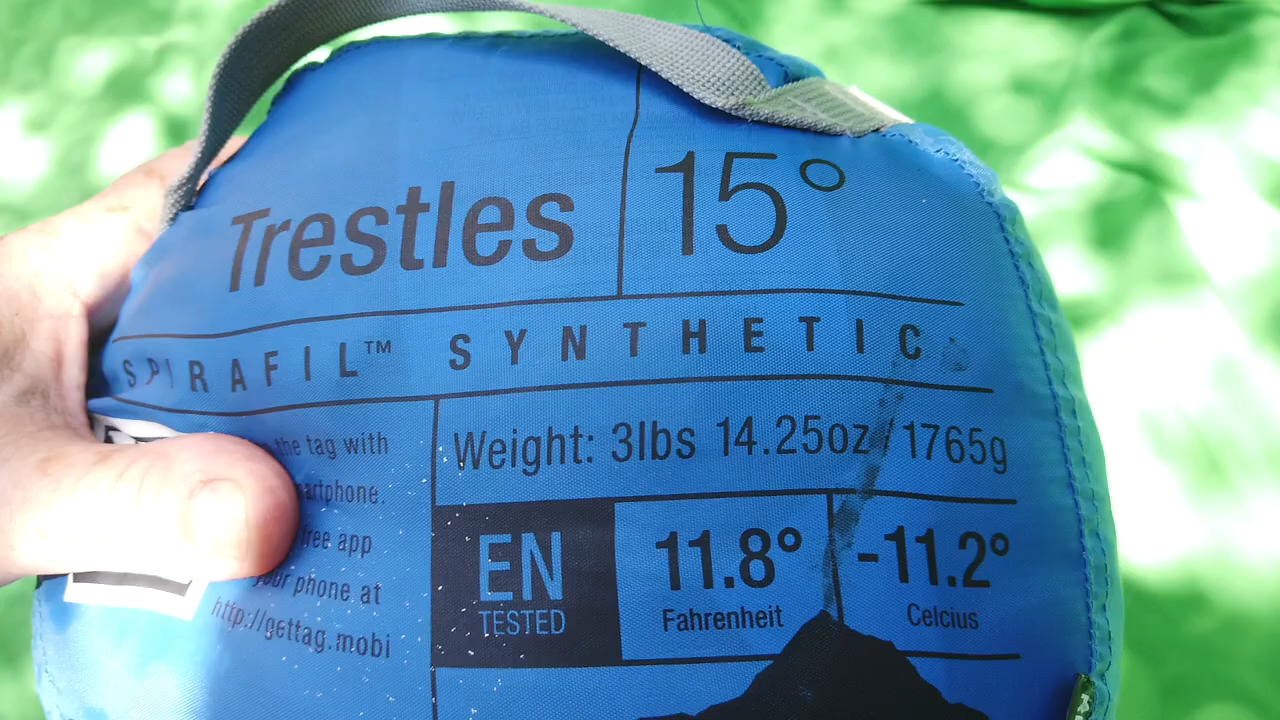 Trestles 15°
SPIRAFIL™ SYNTHETIC
the tag with
free app
your phone at
http://gettag.mobi
Weight: 3lbs 14.25oz / 1765g
EN
TESTED
11.8° -11.2°
Fahrenheit Celcius